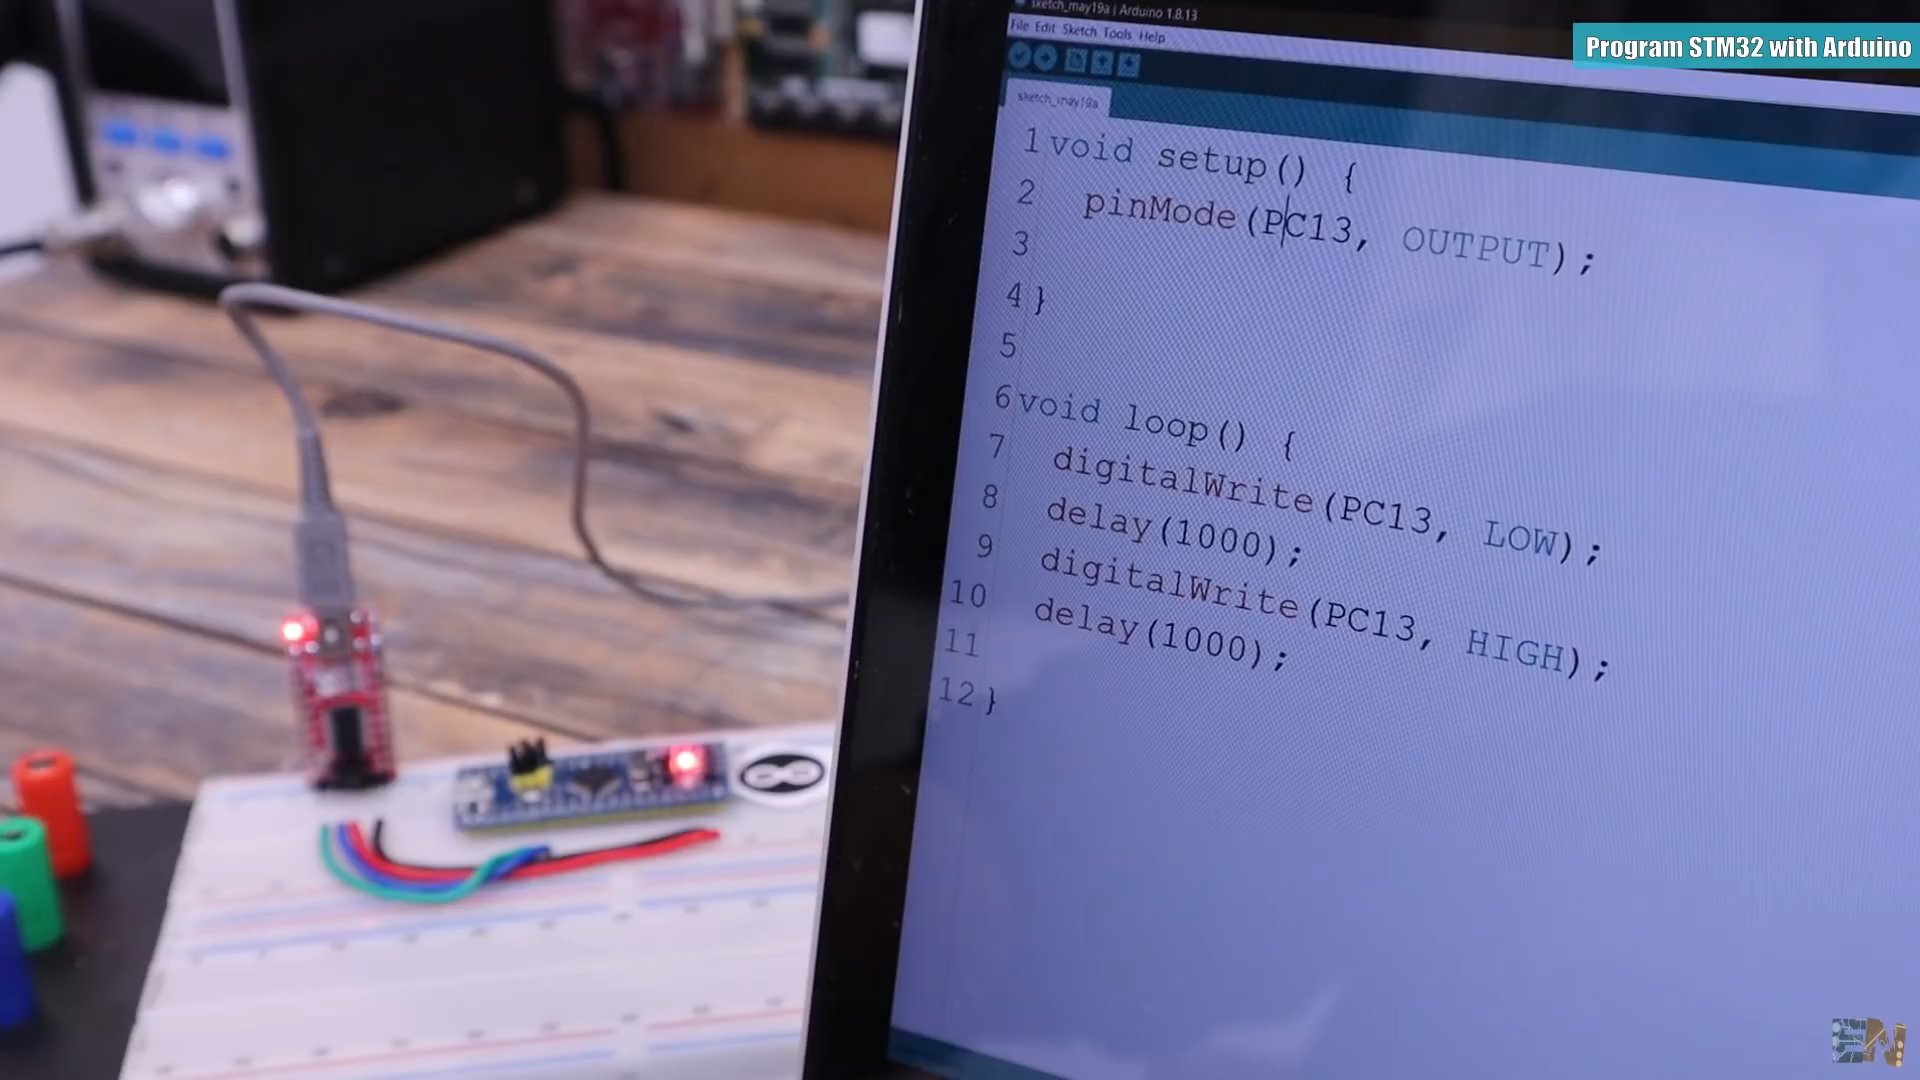 sketch_may19a | Arduino 1.8.13
File Edit Sketch Tools Help
Program STM32 with Arduino
sketch_may19a
1 void setup() {
2 pinMode(PC13, OUTPUT);
3
4 }
5
6 void loop() {
7 digitalWrite(PC13, LOW);
8 delay(1000);
9 digitalWrite(PC13, HIGH);
10 delay(1000);
11
12 }
EN